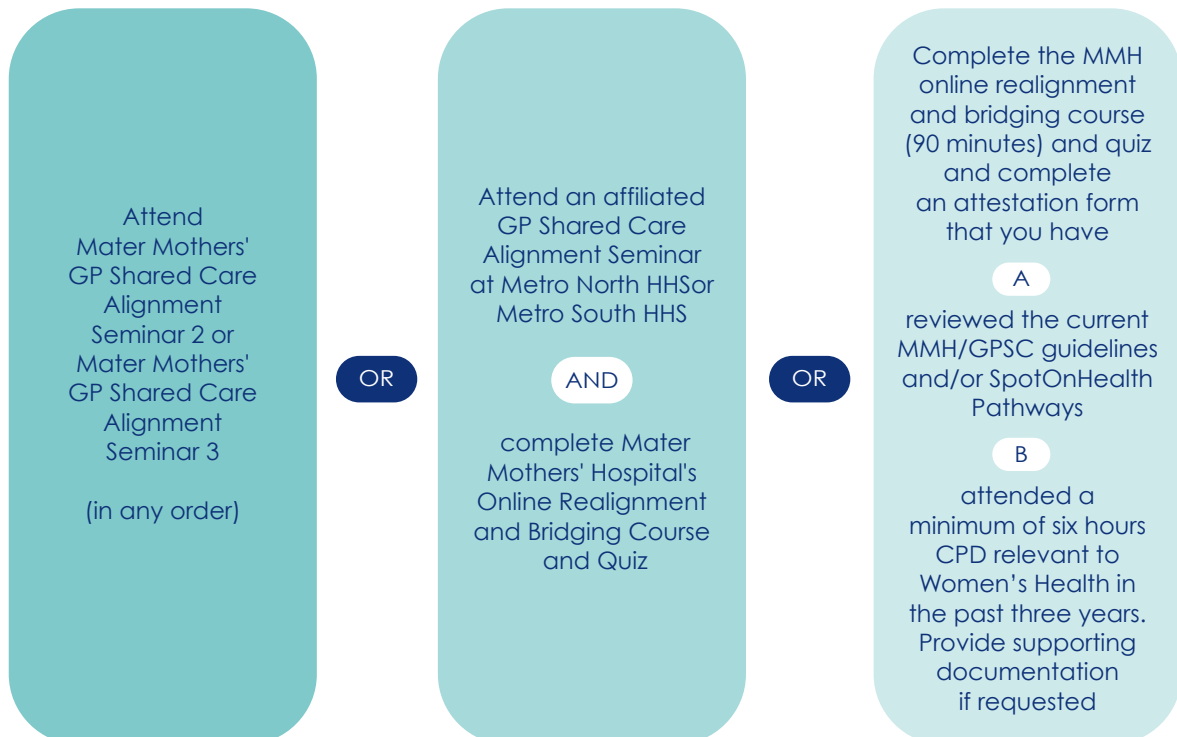 Attend
Mater Mothers'
GP Shared Care
Alignment
Seminar 2 or
Mater Mothers'
GP Shared Care
Alignment
Seminar 3
(in any order)
OR
Attend an affiliated
GP Shared Care
Alignment Seminar
at Metro North HHSor
Metro South HHS
AND
complete Mater
Mothers' Hospital's
Online Realignment
and Bridging Course
and Quiz
OR
Complete the MMH
online realignment
and bridging course
(90 minutes) and quiz
and complete
an attestation form
that you have
A
reviewed the current
MMH/GPSC guidelines
and/or SpotOnHealth
Pathways
B
attended a
minimum of six hours
CPD relevant to
Women’s Health in
the past three years.
Provide supporting
documentation
if requested